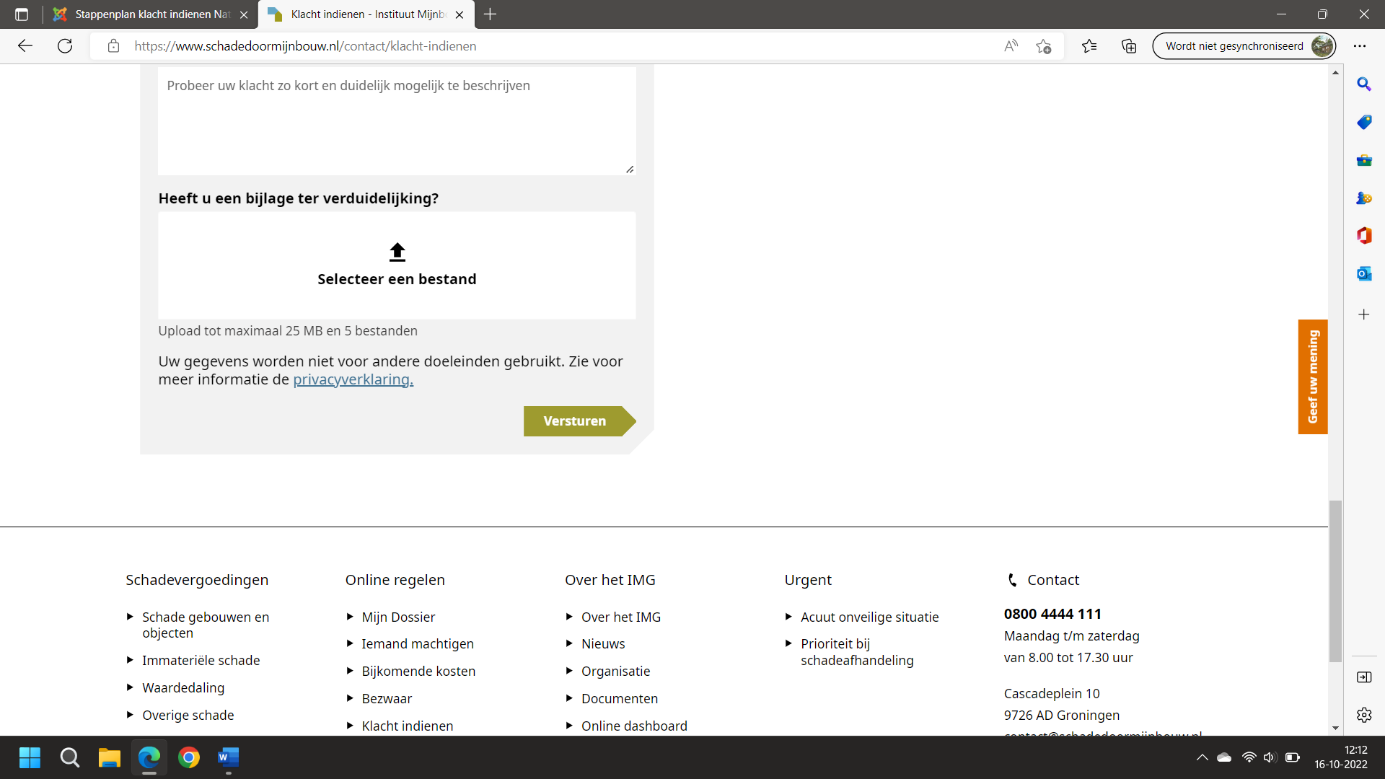 Stappenplan klacht indienen Nat
Klacht indienen - Instituut Mijnb
https://www.schadedoormijnbouw.nl/contact/klacht-indienen
Wordt niet gesynchroniseerd
Probeer uw klacht zo kort en duidelijk mogelijk te beschrijven
Heeft u een bijlage ter verduidelijking?
Selecteer een bestand
Upload tot maximaal 25 MB en 5 bestanden
Uw gegevens worden niet voor andere doeleinden gebruikt. Zie voor
meer informatie de privacyverklaring.
Versturen
Geef uw mening
Schadevergoedingen
Schade gebouwen en
objecten
Immateriële schade
Waardedaling
Overige schade
Online regelen
Mijn Dossier
Iemand machtigen
Bijkomende kosten
Bezwaar
Klacht indienen
Over het IMG
Over het IMG
Nieuws
Organisatie
Documenten
Online dashboard
Urgent
Acuut onveilige situatie
Prioriteit bij
schadeafhandeling
Contact
0800 4444 111
Maandag t/m zaterdag
van 8.00 tot 17.30 uur
Cascadeplein 10
9726 AD Groningen
contact@schadedoormijnbouw.nl
12:12
16-10-2022